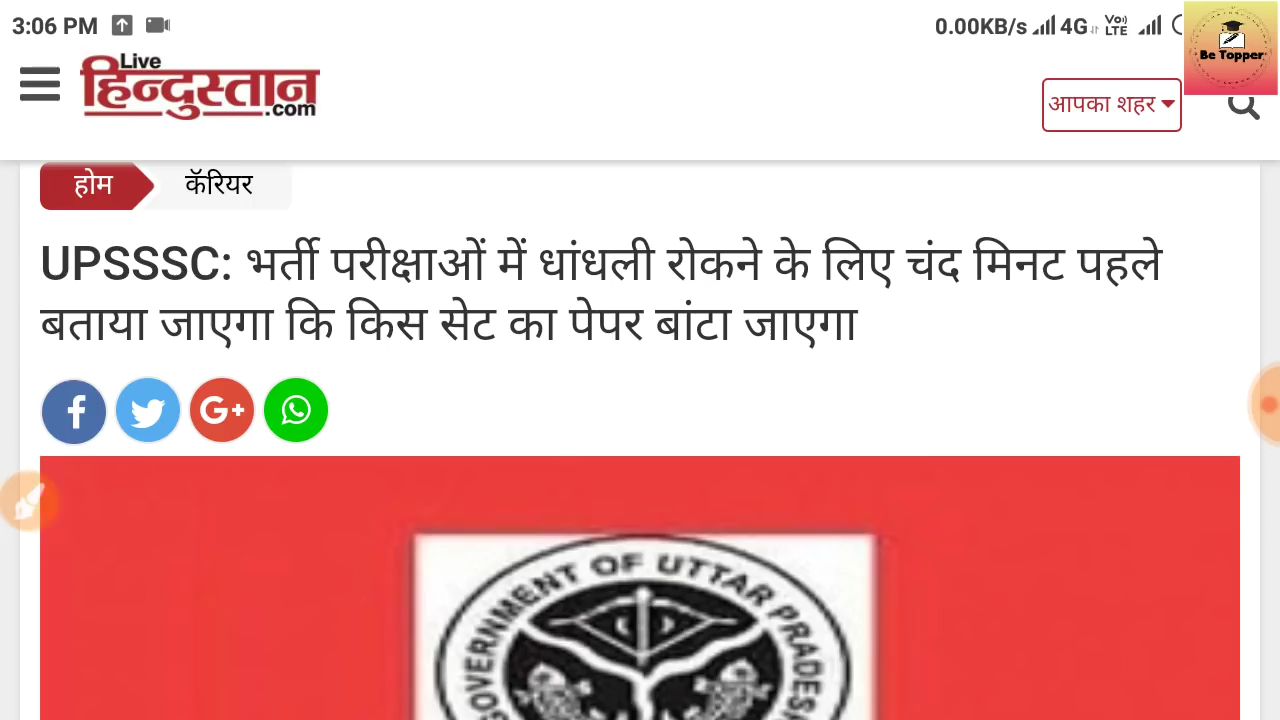 3:06 PM
0.00KB/s 4G Vo) LTE
Be Topper
Live
हिन्दुस्तान
.com
आपका शहर
होम कॅरियर
UPSSSC: भर्ती परीक्षाओं में धांधली रोकने के लिए चंद मिनट पहले
बताया जाएगा कि किस सेट का पेपर बांटा जाएगा
f G+
GOVERNMENT OF UTTAR PRADESH